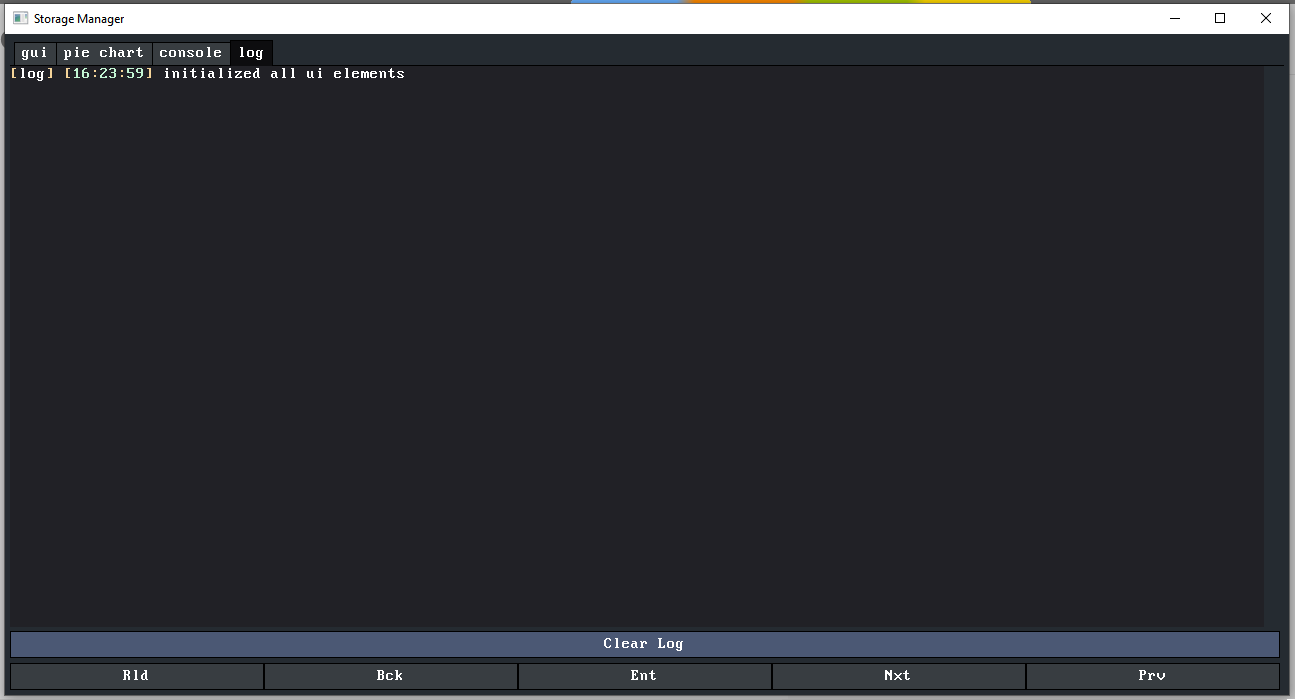 Storage Manager
gui pie chart console log
[log] [16:23:59] initialized all ui elements
Clear Log
Rld Bck Ent Nxt Prv